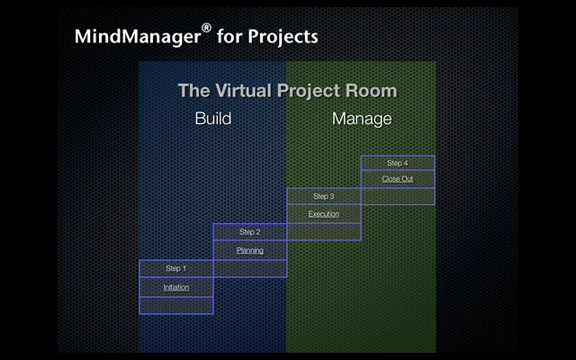 MindManager® for Projects
The Virtual Project Room
Build Manage
Step 4
Close Out
Step 3
Execution
Step 2
Planning
Step 1
Initiation